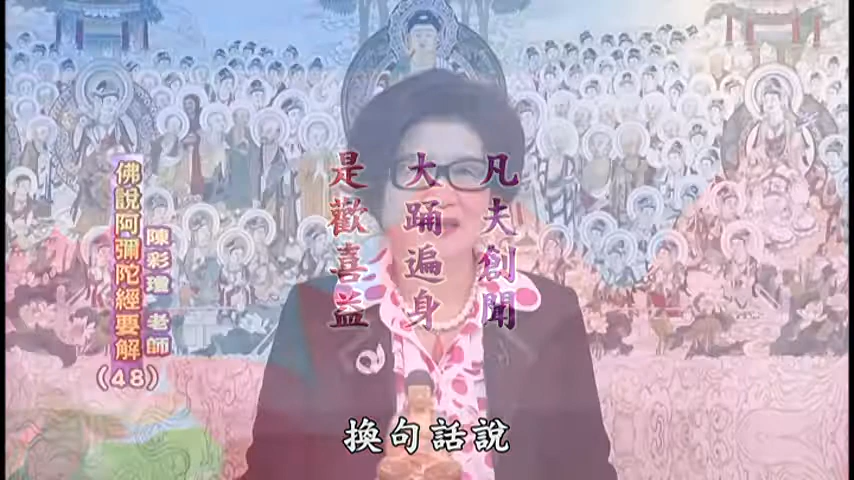 凡夫創聞
大踊遍身
是歡喜益
陳彩瓊 老師
佛說阿彌陀經要解
(48)
換句話說